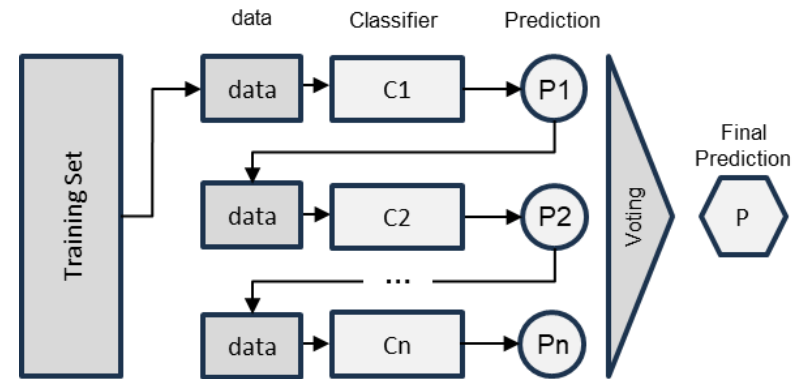 data
Classifier
Prediction
data
C1
P1
Training Set
data
C2
P2
Voting
Final
Prediction
P
...
data
Cn
Pn